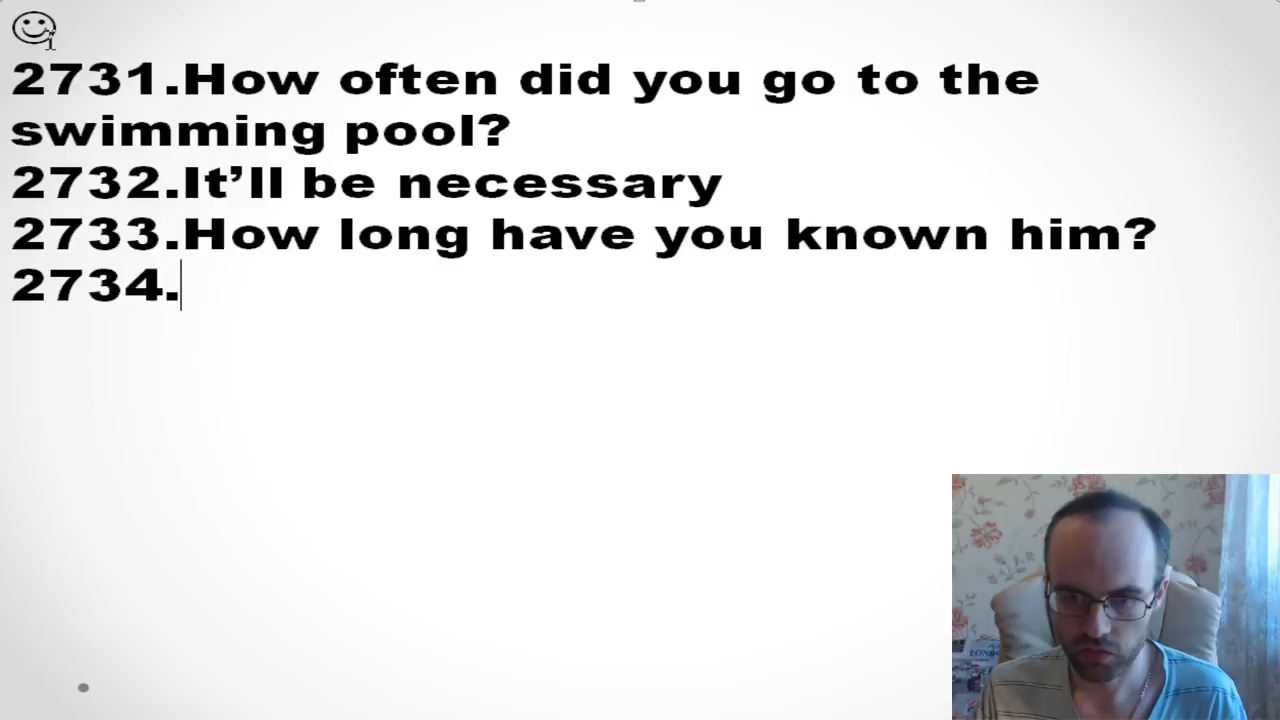 2731.How often did you go to the
swimming pool?
2732.It’ll be necessary
2733.How long have you known him?
2734.
LONDON